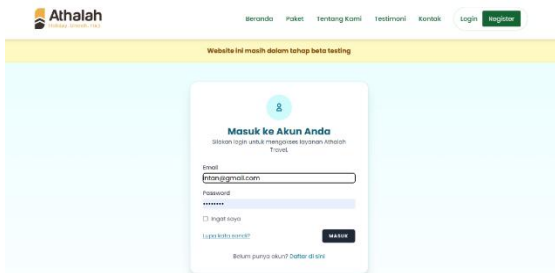 Athalah
Beranda Paket Tentang Kami Testimoni Kontak Login Register
Website ini masih dalam tahap beta testing
Masuk ke Akun Anda
Silakan login untuk mengakses layanan Athalah
Travel.
Email
intan@gmail.com
Password
••••••••
Ingat saya
Lupa kata sandi?
MASUK
Belum punya akun? Daftar di sini